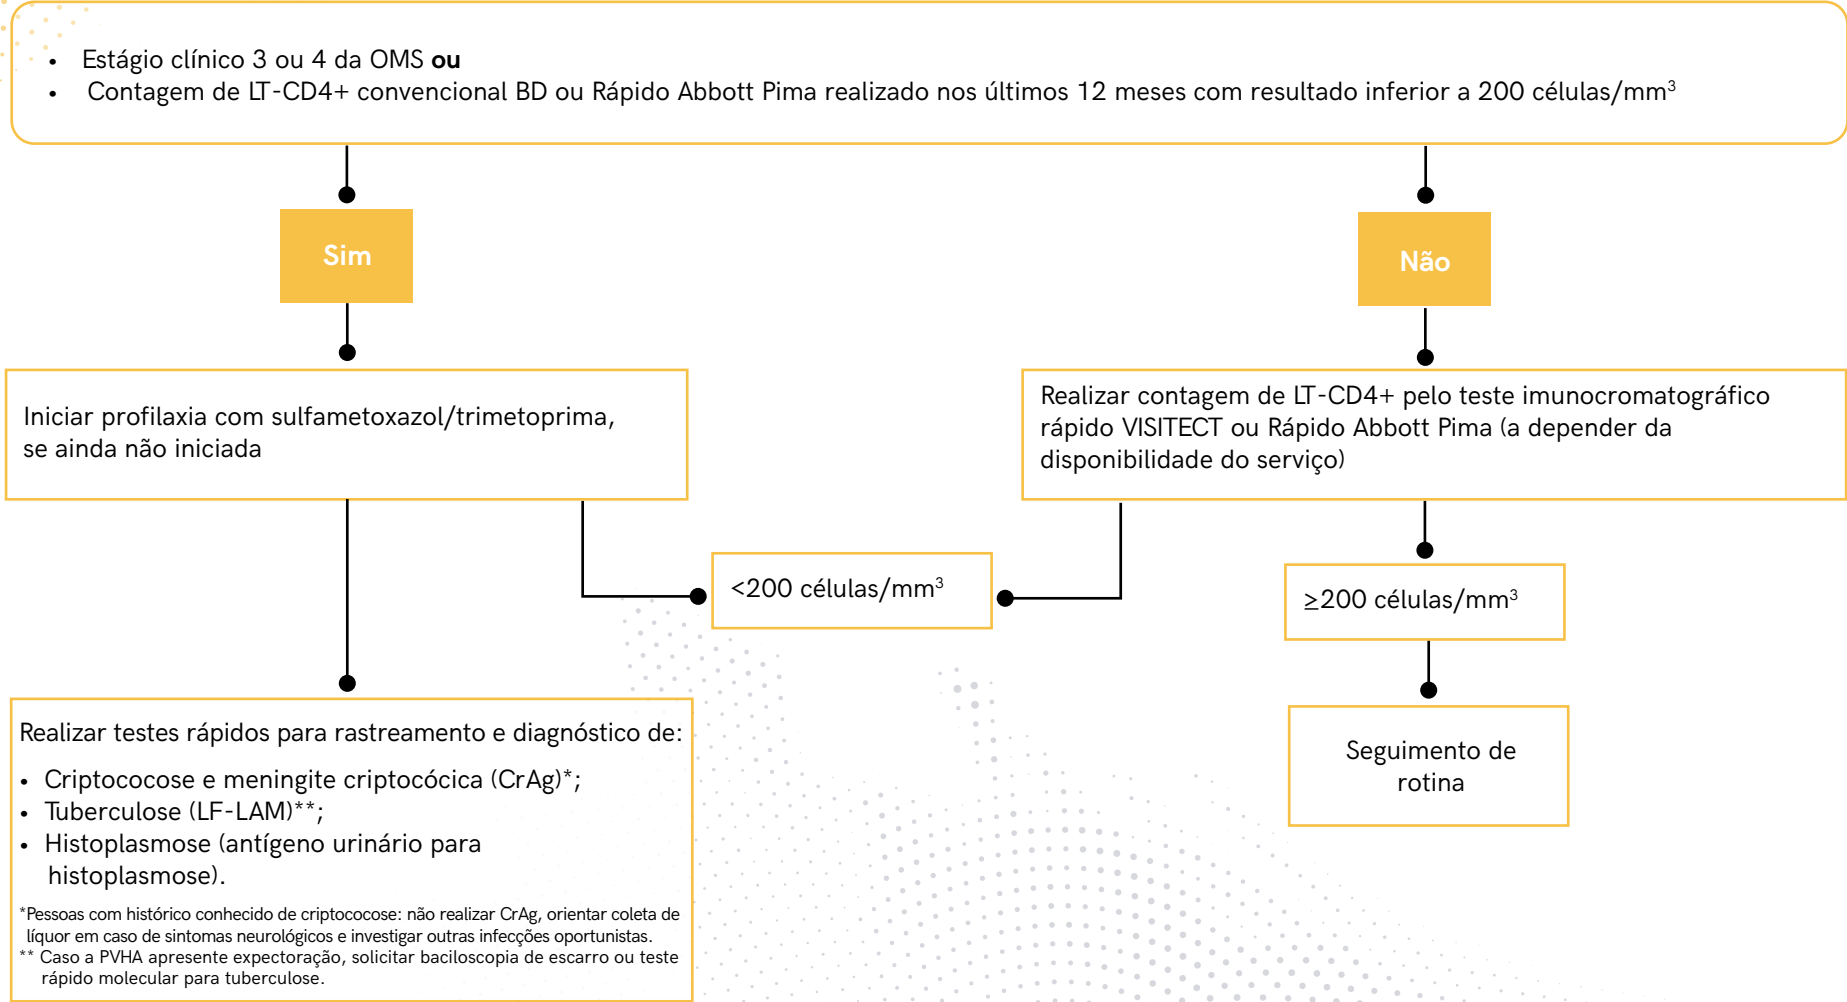 • Estágio clínico 3 ou 4 da OMS ou
• Contagem de LT-CD4+ convencional BD ou Rápido Abbott Pima realizado nos últimos 12 meses com resultado inferior a 200 células/mm³
Sim
Não
Iniciar profilaxia com sulfametoxazol/trimetoprima,
se ainda não iniciada
Realizar contagem de LT-CD4+ pelo teste imunocromatográfico
rápido VISITECT ou Rápido Abbott Pima (a depender da
disponibilidade do serviço)
<200 células/mm³
≥200 células/mm³
Realizar testes rápidos para rastreamento e diagnóstico de:
• Criptococose e meningite criptocócica (CrAg)*;
• Tuberculose (LF-LAM)**;
• Histoplasmose (antígeno urinário para
histoplasmose).
*Pessoas com histórico conhecido de criptococose: não realizar CrAg, orientar coleta de
líquor em caso de sintomas neurológicos e investigar outras infecções oportunistas.
** Caso a PVHA apresente expectoração, solicitar baciloscopia de escarro ou teste
rápido molecular para tuberculose.
Seguimento de
rotina